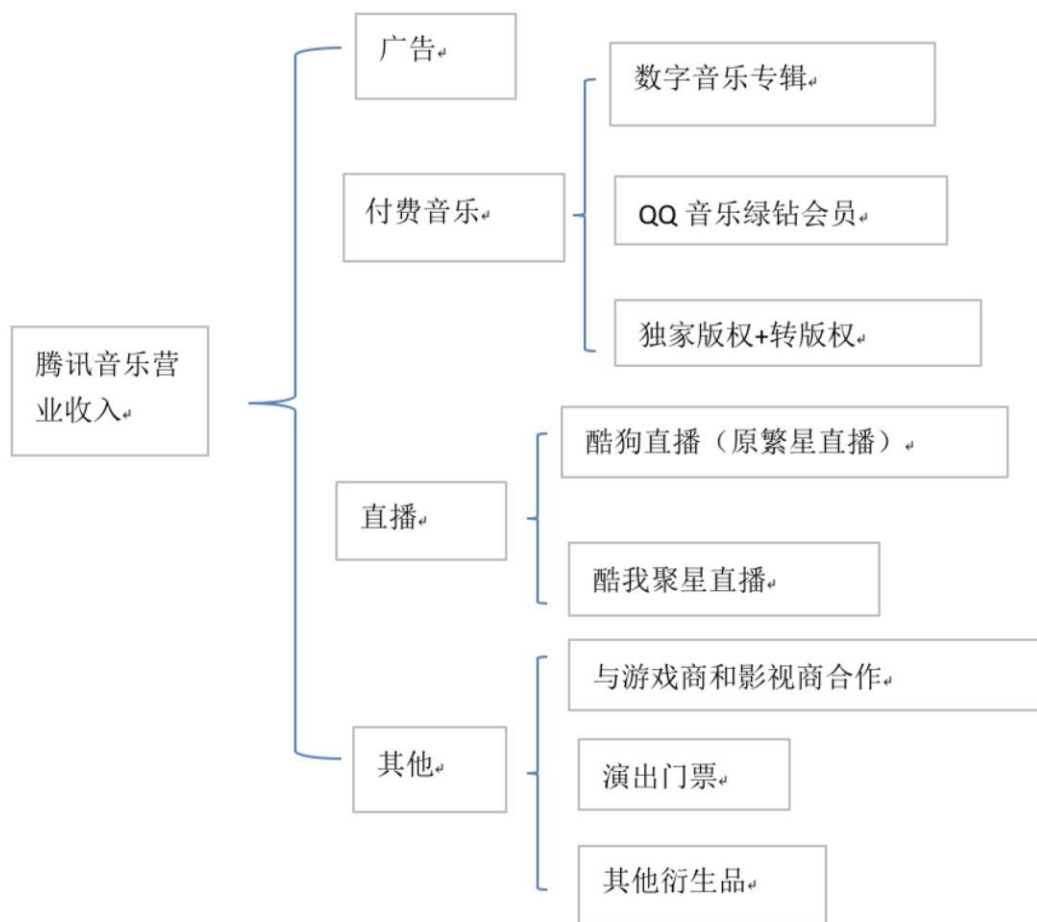 广告
数字音乐专辑
付费音乐
QQ 音乐绿钻会员
独家版权+转版权
腾讯音乐营
业收入
酷狗直播（原繁星直播）
直播
酷我聚星直播
与游戏商和影视商合作
其他
演出门票
其他衍生品